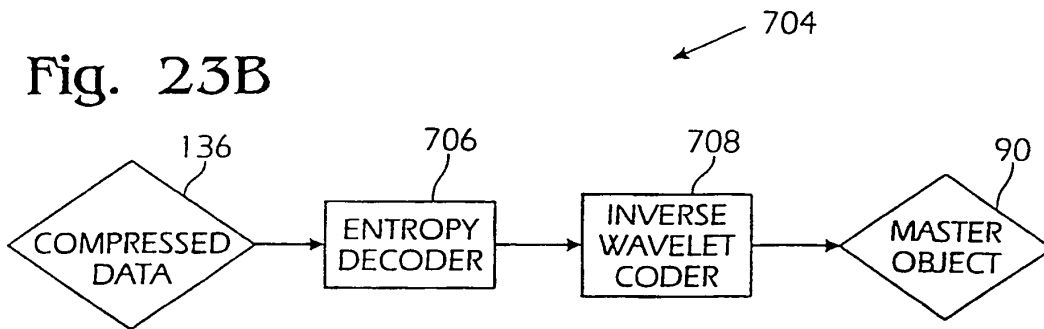 704
Fig. 23B
136
706
708
90
COMPRESSED
DATA
ENTROPY
DECODER
INVERSE
WAVELET
CODER
MASTER
OBJECT